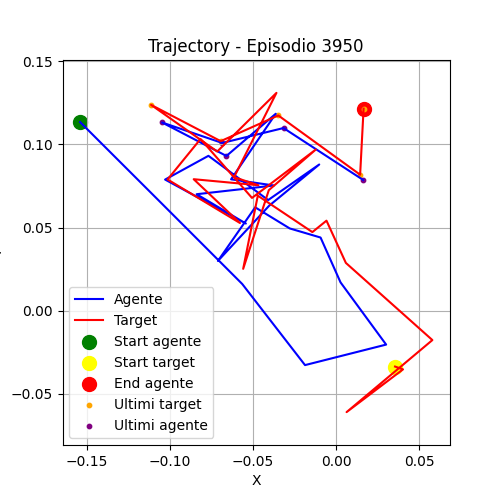 Trajectory - Episodio 3950
0.15
0.10
0.05
0.00
−0.05
−0.15
−0.10
−0.05
0.00
0.05
X
Agente
Target
Start agente
Start target
End agente
Ultimi target
Ultimi agente